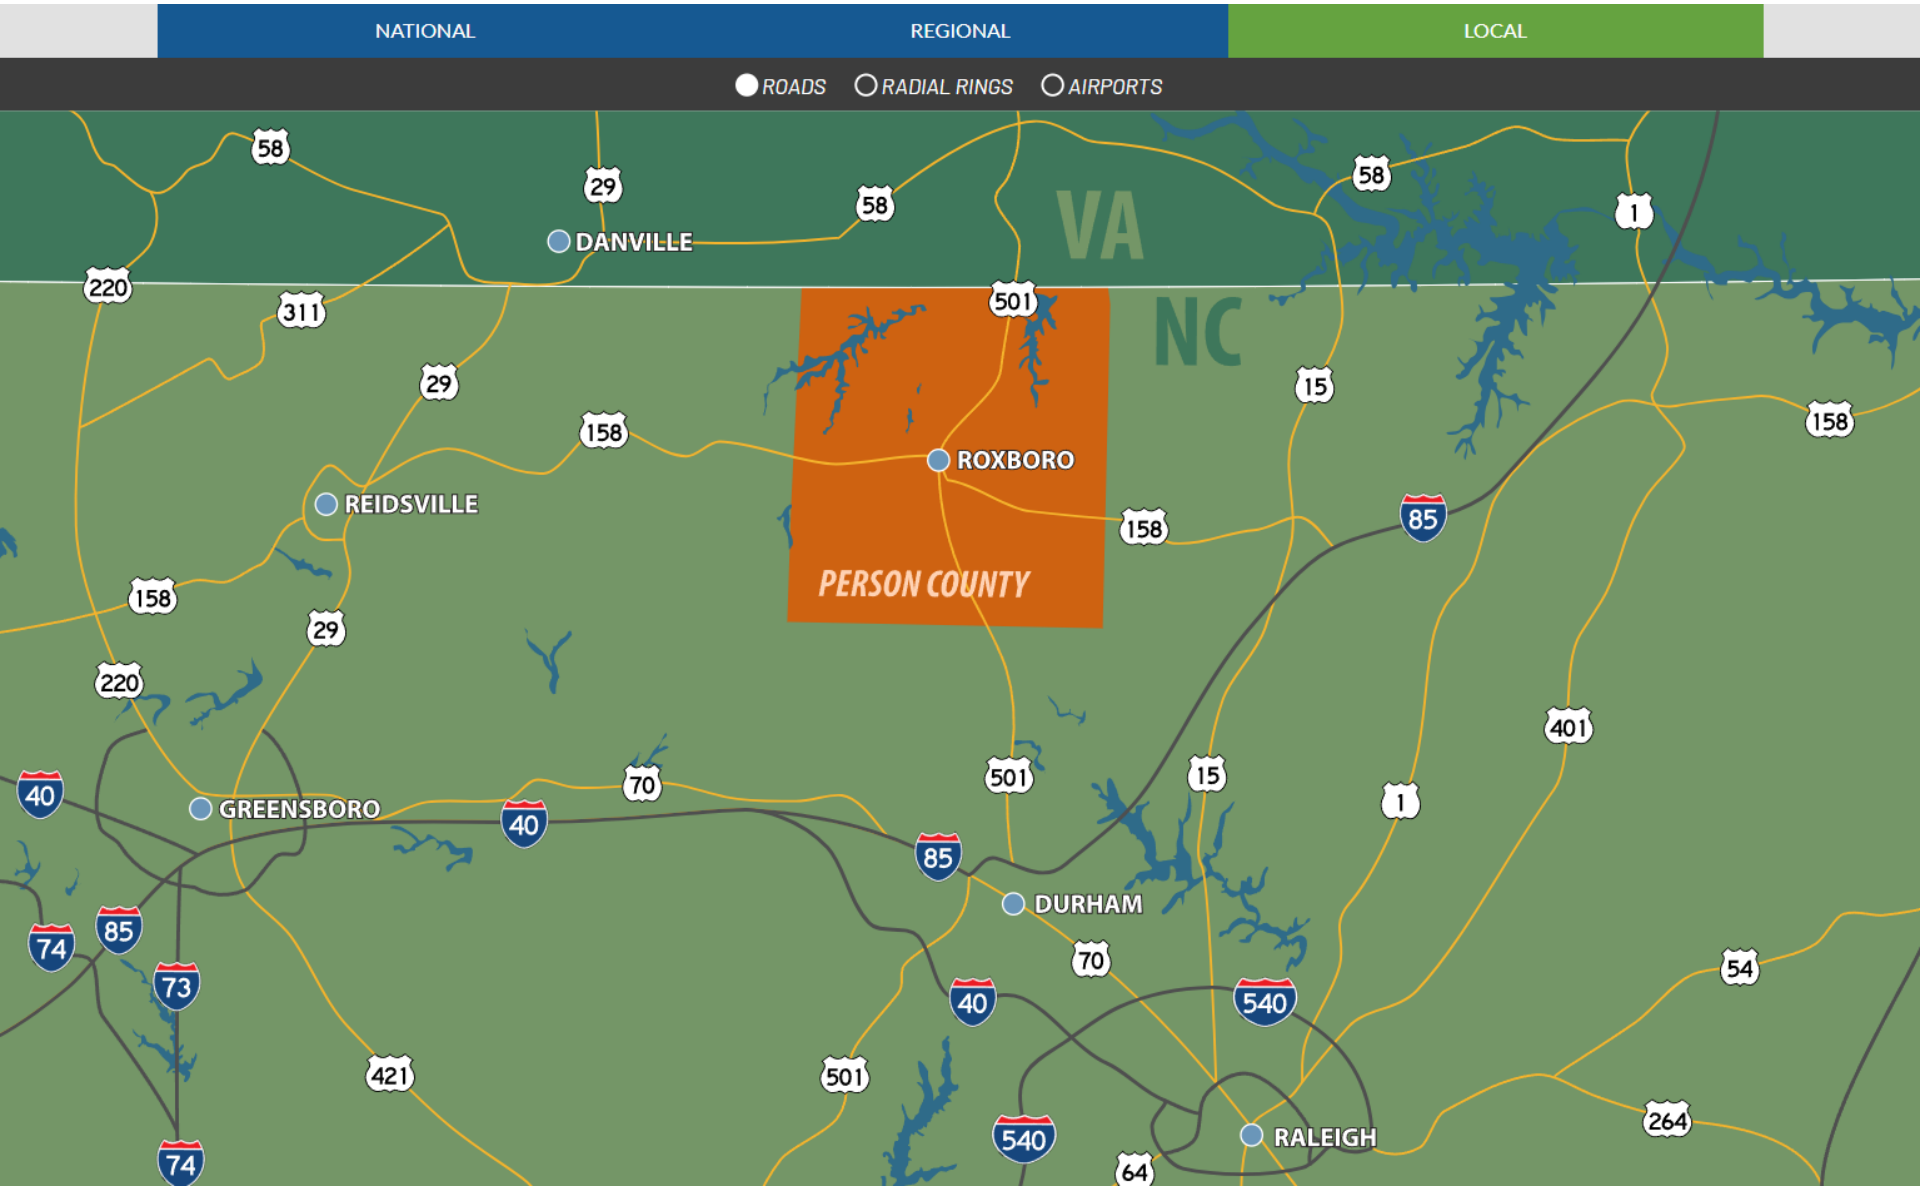 NATIONAL
REGIONAL
LOCAL
ROADS
RADIAL RINGS
AIRPORTS
58
29
58
58
1
VA
DANVILLE
220
311
501
NC
29
15
158
158
ROXBORO
REIDSVILLE
85
158
PERSON COUNTY
158
29
220
401
40
70
501
15
1
GREENSBORO
40
85
DURHAM
85
74
70
54
73
40
540
421
501
264
540
RALEIGH
74
64